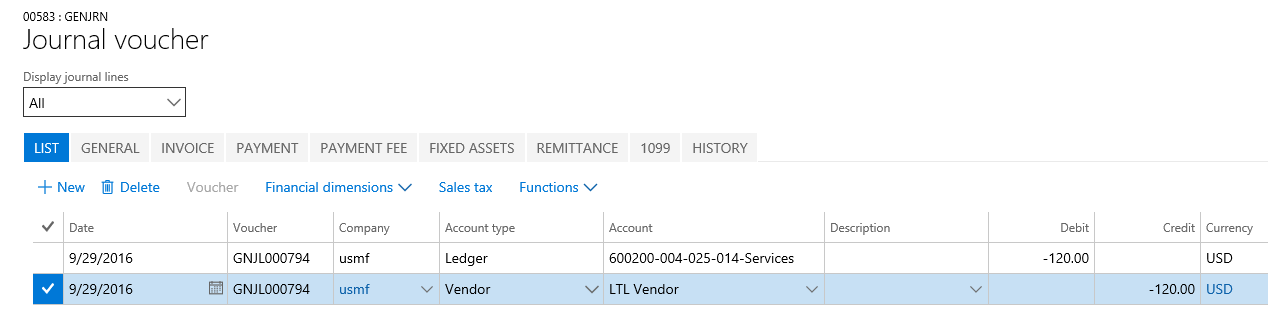 00583 : GENJRN
Journal voucher
Display journal lines
All
LIST GENERAL INVOICE PAYMENT PAYMENT FEE FIXED ASSETS REMITTANCE 1099 HISTORY
New Delete Voucher Financial dimensions Sales tax Functions
Date Voucher Company Account type Account Description Debit Credit Currency
9/29/2016 GNJL000794 usmf Ledger 600200-004-025-014-Services -120.00 USD
9/29/2016 GNJL000794 usmf Vendor LTL Vendor -120.00 USD